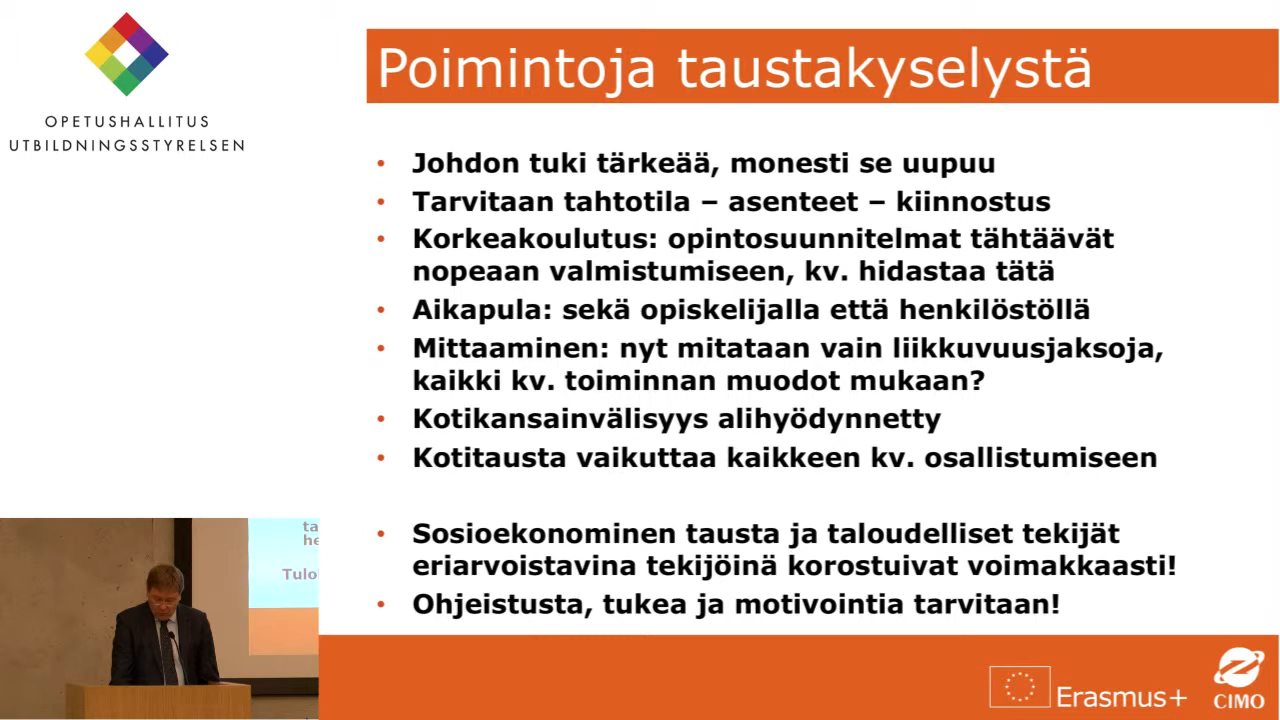 OPETUSHALLITUS
UTBILDNINGSSTYRELSEN
Poimintoja taustakyselystä
• Johdon tuki tärkeää, monesti se uupuu
• Tarvitaan tahtotila – asenteet – kiinnostus
• Korkeakoulutus: opintosuunnitelmat tähtäävät
nopeaan valmistumiseen, kv. hidastaa tätä
• Aikapula: sekä opiskelijalla että henkilöstöllä
• Mittaaminen: nyt mitataan vain liikkuvuusjaksoja,
kaikki kv. toiminnan muodot mukaan?
• Kotikansainvälisyys alihyödynnetty
• Kotitausta vaikuttaa kaikkeen kv. osallistumiseen
• Sosioekonominen tausta ja taloudelliset tekijät
eriarvoistavina tekijöinä korostuivat voimakkaasti!
• Ohjeistusta, tukea ja motivointia tarvitaan!
ta
he
Tulo
Erasmus+
CIMO